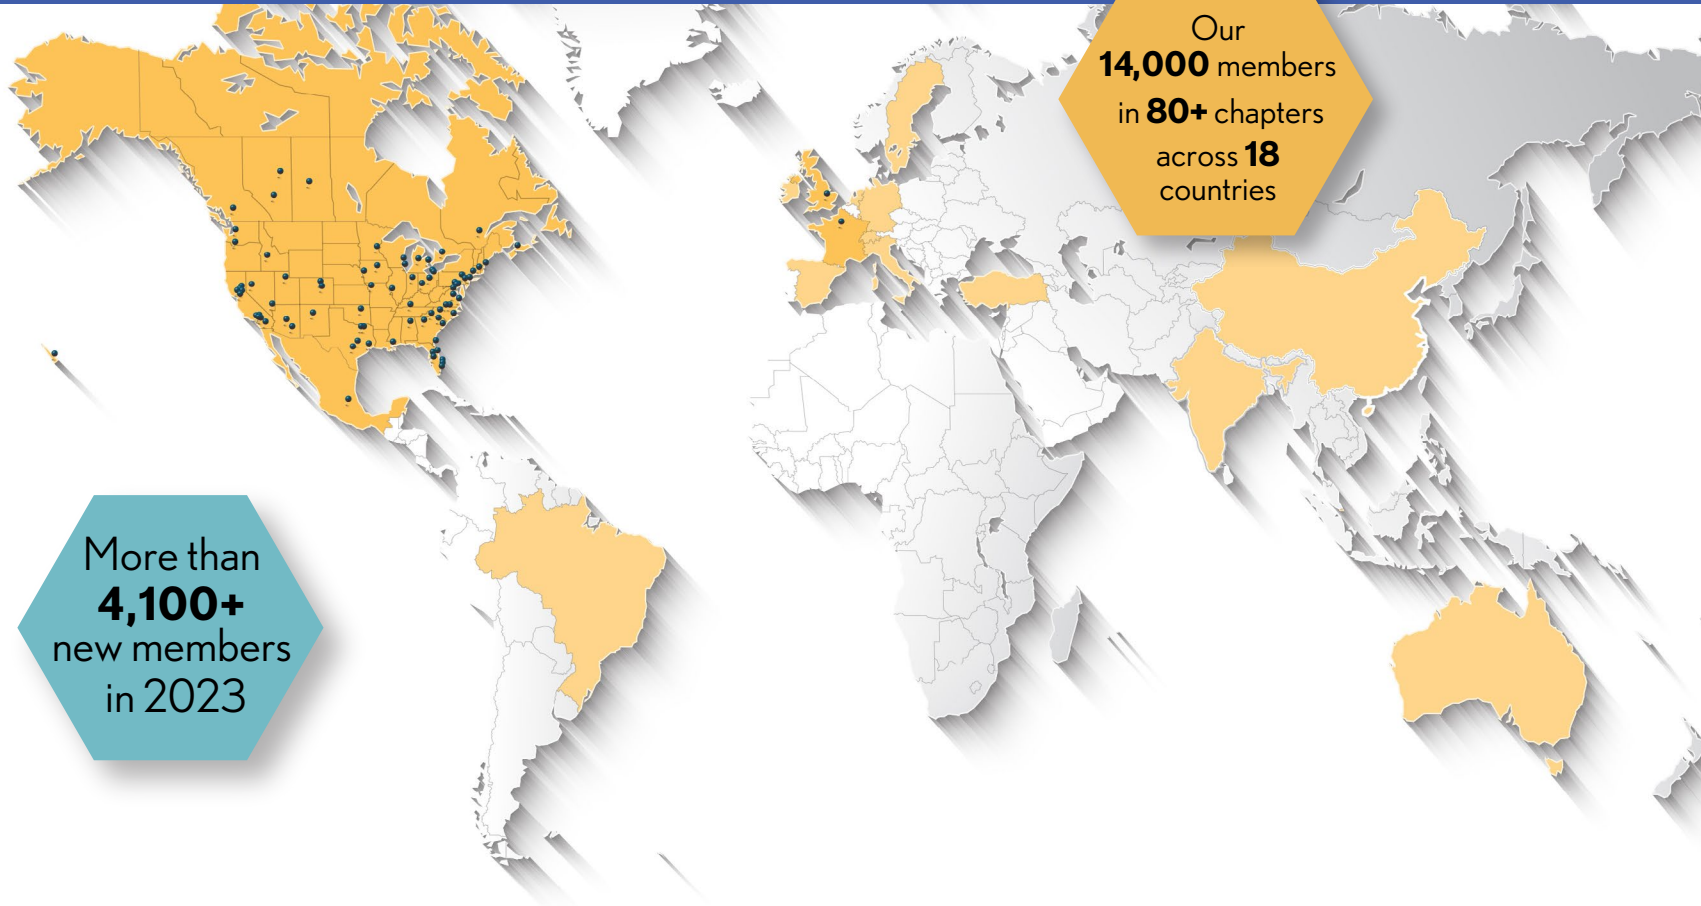 Our
14,000 members
in 80+ chapters
across 18
countries
More than
4,100+
new members
in 2023